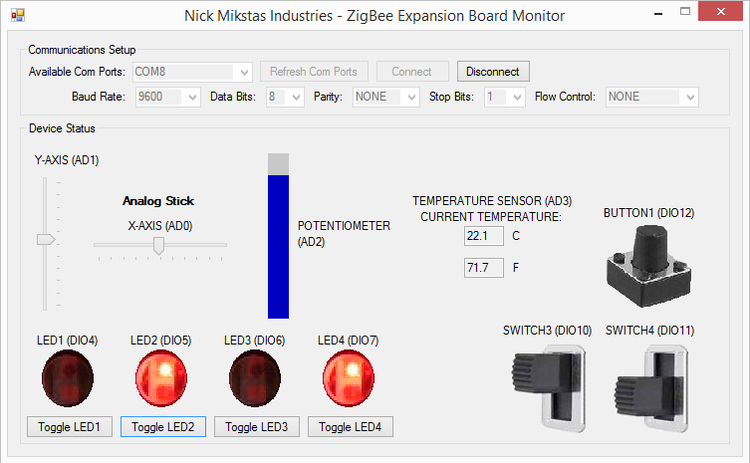 Nick Mikstas Industries - ZigBee Expansion Board Monitor
Communications Setup
Available Com Ports: COM8 Refresh Com Ports Connect Disconnect
Baud Rate: 9600 Data Bits: 8 Parity: NONE Stop Bits: 1 Flow Control: NONE
Device Status
Y-AXIS (AD1)
Analog Stick
X-AXIS (AD0)
POTENTIOMETER
(AD2)
TEMPERATURE SENSOR (AD3)
CURRENT TEMPERATURE:
22.1 C
71.7 F
BUTTON1 (DIO12)
LED1 (DIO4) LED2 (DIO5) LED3 (DIO6) LED4 (DIO7)
SWITCH3 (DIO10) SWITCH4 (DIO11)
Toggle LED1 Toggle LED2 Toggle LED3 Toggle LED4